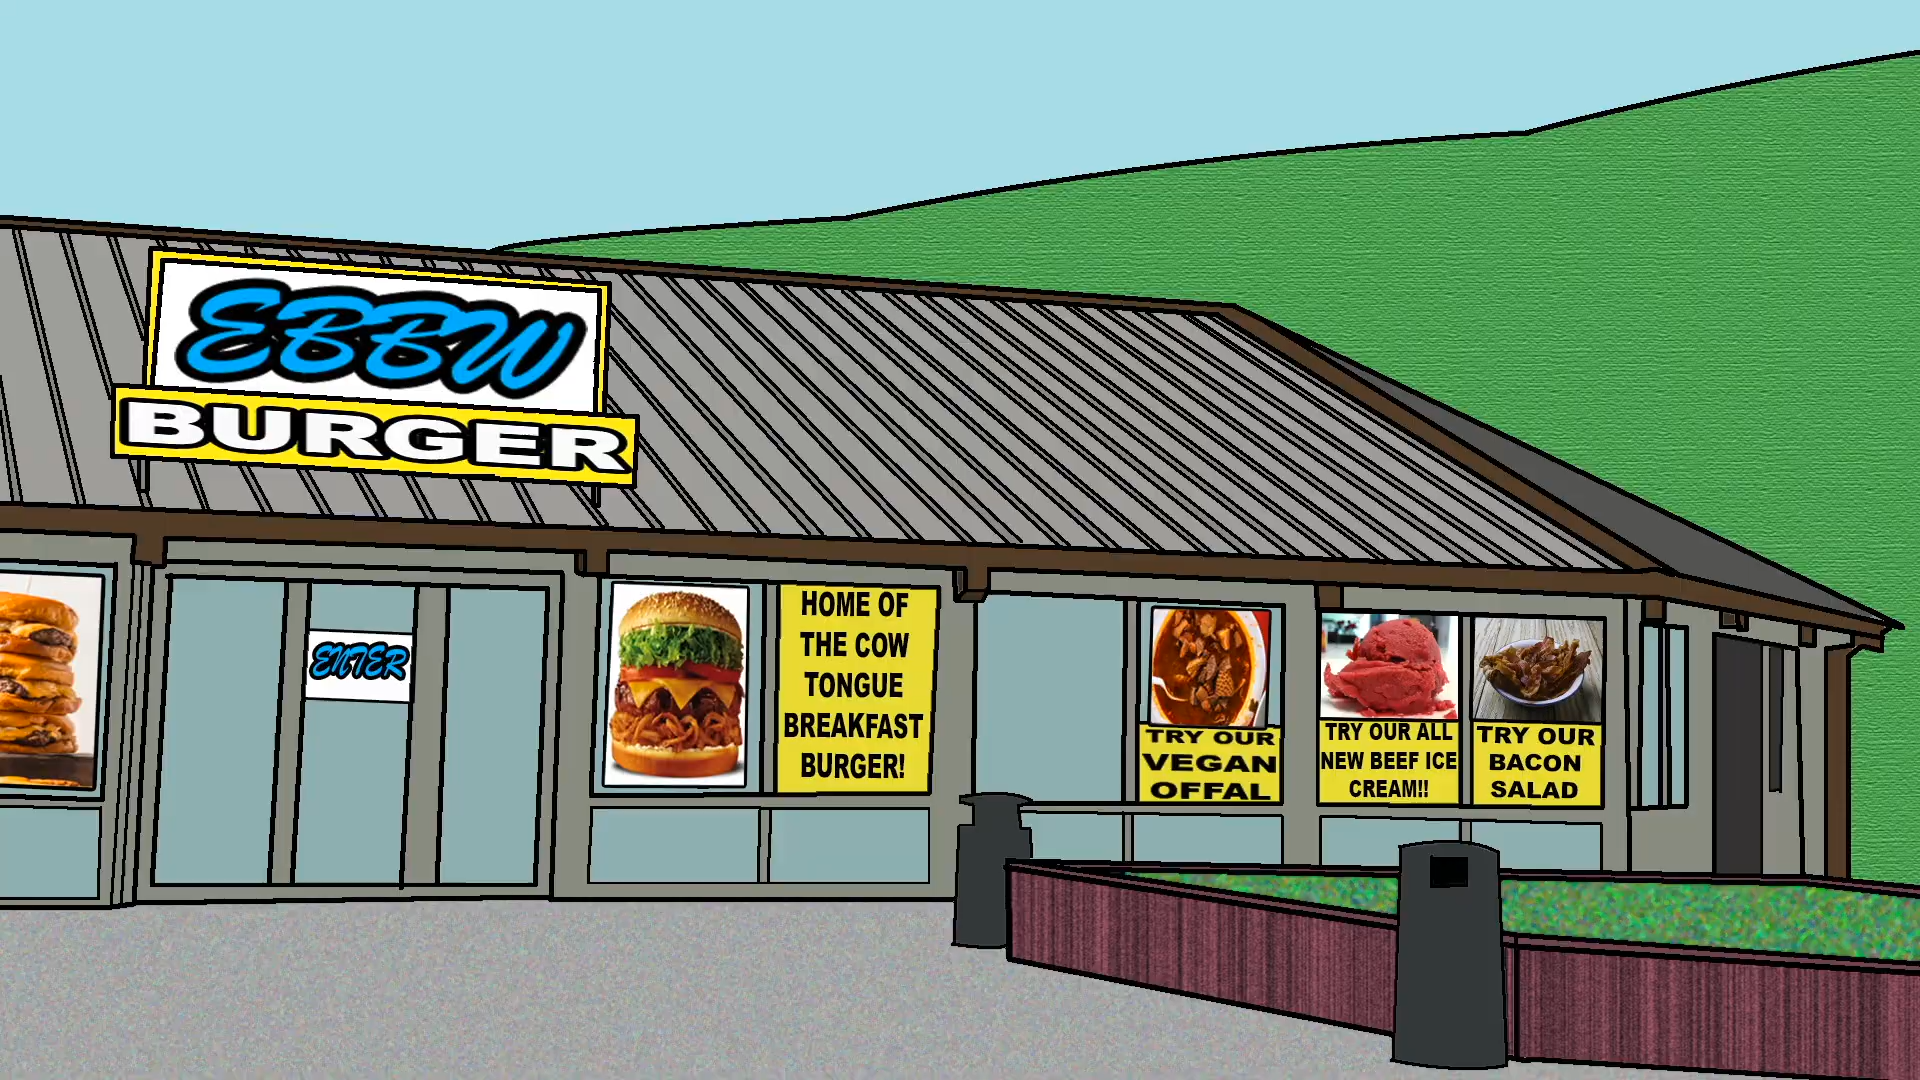 EBBW
BURGER
ENTER
HOME OF
THE COW
TONGUE
BREAKFAST
BURGER!
TRY OUR
VEGAN
OFFAL
TRY OUR ALL
NEW BEEF ICE
CREAM!!
TRY OUR
BACON
SALAD